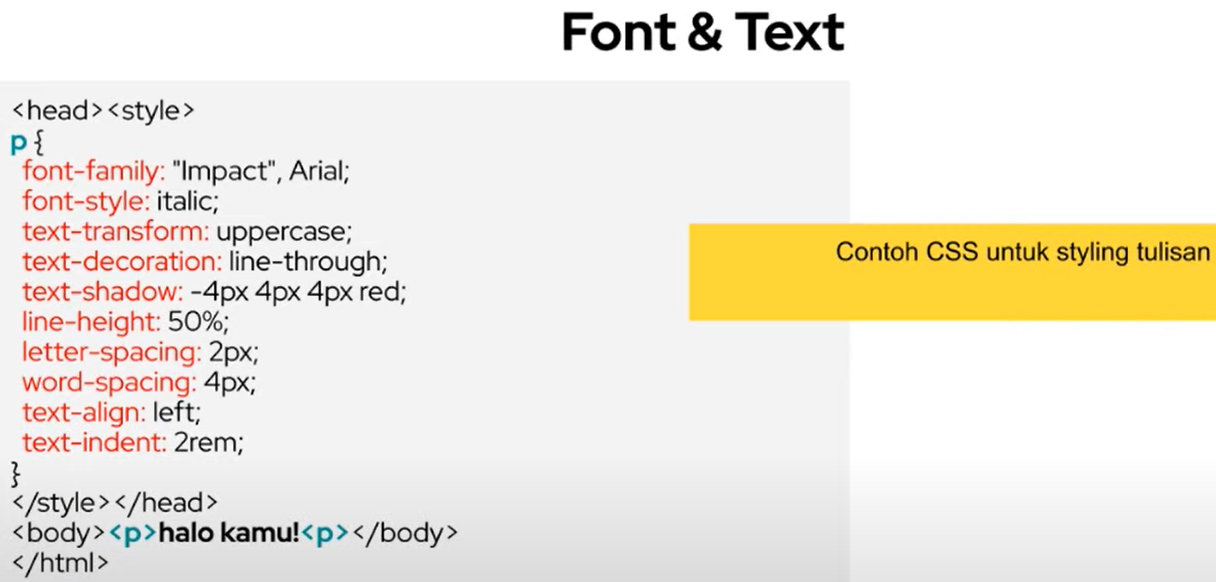 Font & Text
<head><style>
p {
font-family: "Impact", Arial;
font-style: italic;
text-transform: uppercase;
text-decoration: line-through;
text-shadow: -4px 4px 4px red;
line-height: 50%;
letter-spacing: 2px;
word-spacing: 4px;
text-align: left;
text-indent: 2rem;
}
</style></head>
<body><p>halo kamu!<p></body>
</html>
Contoh CSS untuk styling tulisan